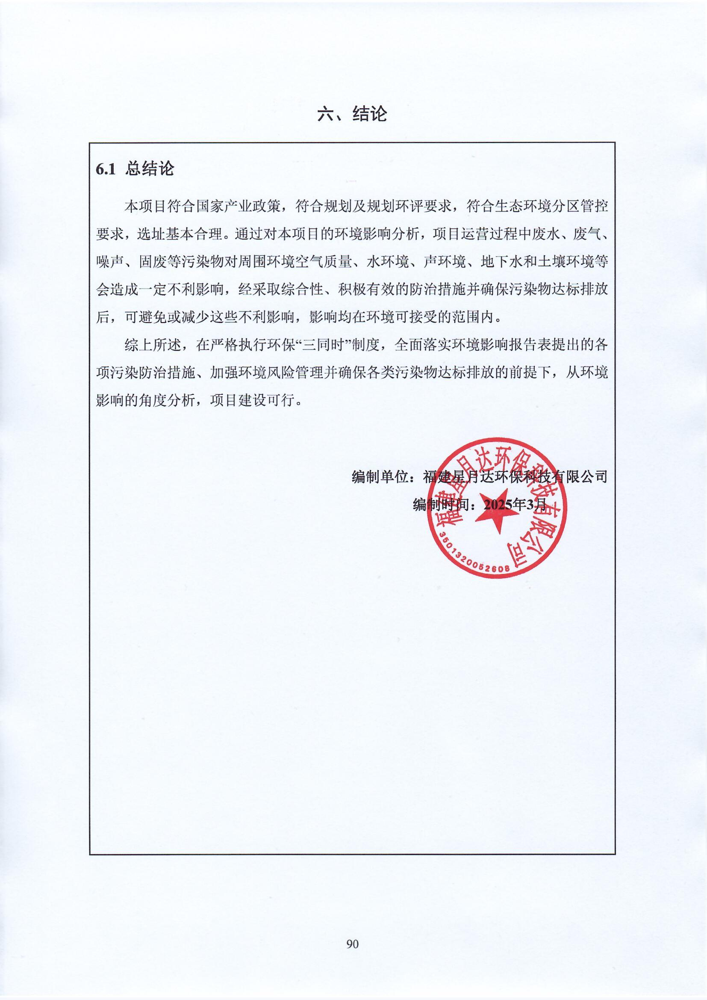 六、结论
6.1 总结论
本项目符合国家产业政策，符合规划及规划环评要求，符合生态环境分区管控
要求，选址基本合理。通过对本项目的环境影响分析，项目运营过程中废水、废气、
噪声、固废等污染物对周围环境空气质量、水环境、声环境、地下水和土壤环境等
会造成一定不利影响，经采取综合性、积极有效的防治措施并确保污染物达标排放
后，可避免或减少这些不利影响，影响均在环境可接受的范围内。
综上所述，在严格执行环保“三同时”制度，全面落实环境影响报告表提出的各
项污染防治措施、加强环境风险管理并确保各类污染物达标排放的前提下，从环境
影响的角度分析，项目建设可行。
编制单位：福建星月达环保科技有限公司
编制时间：2025年3月
福建星月达环保科技有限公司
3501320052608
90